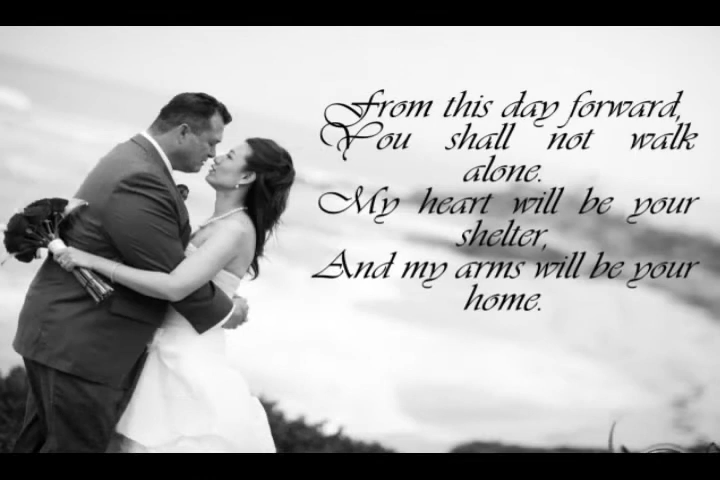 From this day forward,
You shall not walk
alone.
My heart will be your
shelter,
And my arms will be your
home.